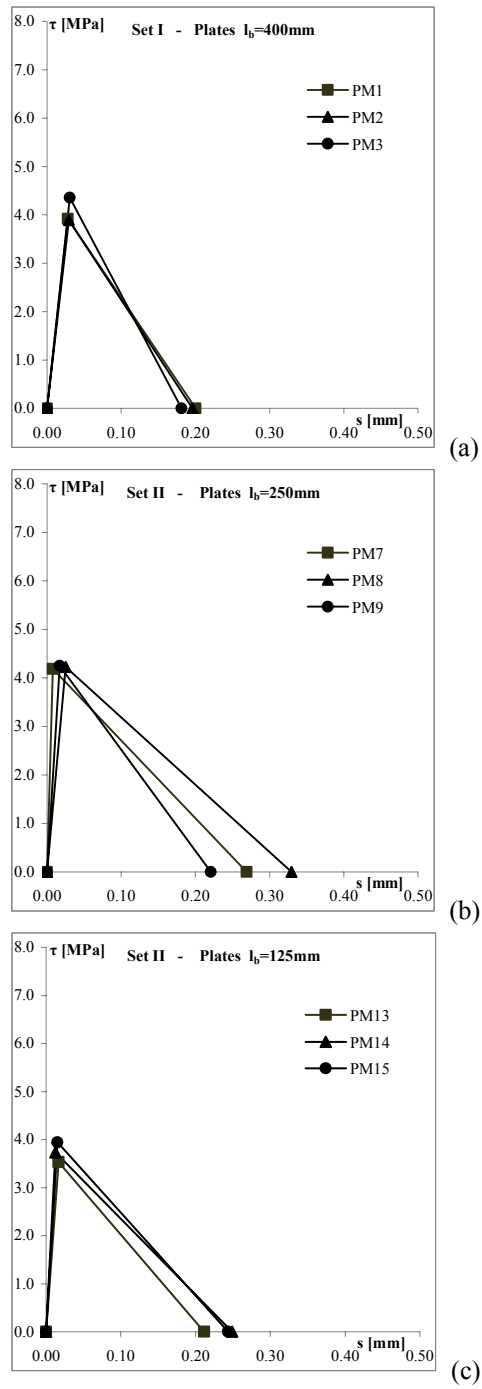 τ [MPa]
Set I - Plates lb=400mm
8.0
7.0
6.0
5.0
4.0
3.0
2.0
1.0
0.0
PM1
PM2
PM3
s [mm]
0.00 0.10 0.20 0.30 0.40 0.50
(a)
τ [MPa]
Set II - Plates lb=250mm
8.0
7.0
6.0
5.0
4.0
3.0
2.0
1.0
0.0
PM7
PM8
PM9
s [mm]
0.00 0.10 0.20 0.30 0.40 0.50
(b)
τ [MPa]
Set II - Plates lb=125mm
8.0
7.0
6.0
5.0
4.0
3.0
2.0
1.0
0.0
PM13
PM14
PM15
s [mm]
0.00 0.10 0.20 0.30 0.40 0.50
(c)